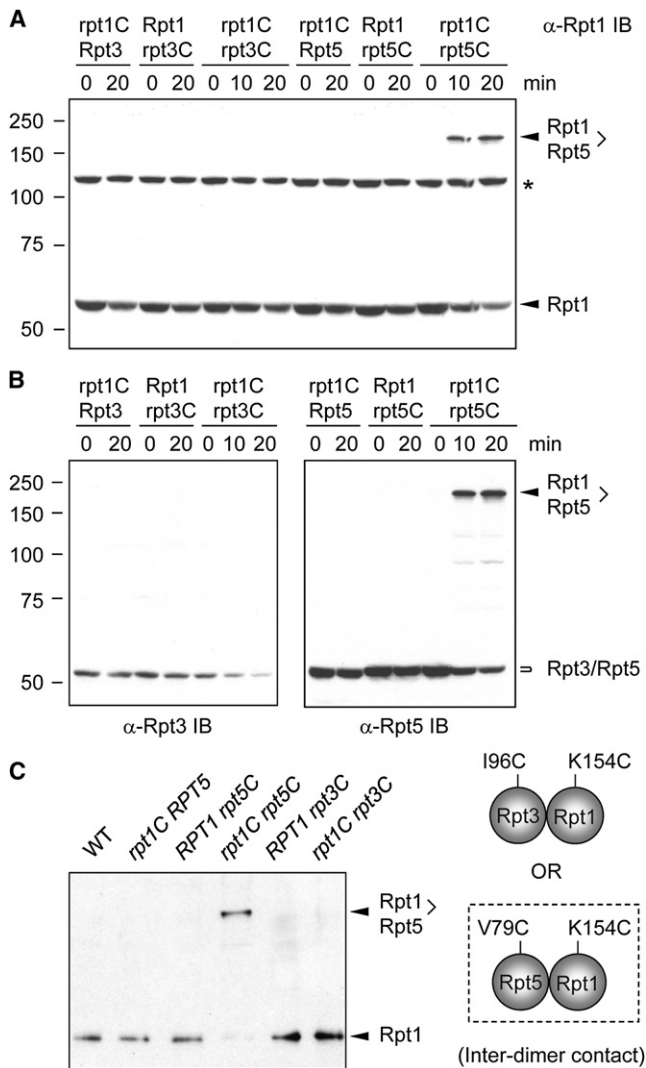 A
rpt1C Rpt1 rpt1C rpt1C Rpt1 rpt1C α-Rpt1 IB
Rpt3 rpt3C rpt3C Rpt5 rpt5C rpt5C
0 20 0 20 0 10 20 0 20 0 20 0 10 20 min
250
150
100
75
50
Rpt1
Rpt5
*
Rpt1
B
rpt1C Rpt1 rpt1C rpt1C Rpt1 rpt1C
Rpt3 rpt3C rpt3C Rpt5 rpt5C rpt5C
0 20 0 20 0 10 20 0 20 0 20 0 10 20 min
250
150
100
75
50
Rpt1
Rpt5
Rpt3/Rpt5
α-Rpt3 IB α-Rpt5 IB
C
WT
rpt1C RPT5
RPT1 rpt5C
rpt1C rpt5C
RPT1 rpt3C
rpt1C rpt3C
Rpt1
Rpt5
Rpt1
I96C K154C
Rpt3 Rpt1
OR
V79C K154C
Rpt5 Rpt1
(Inter-dimer contact)